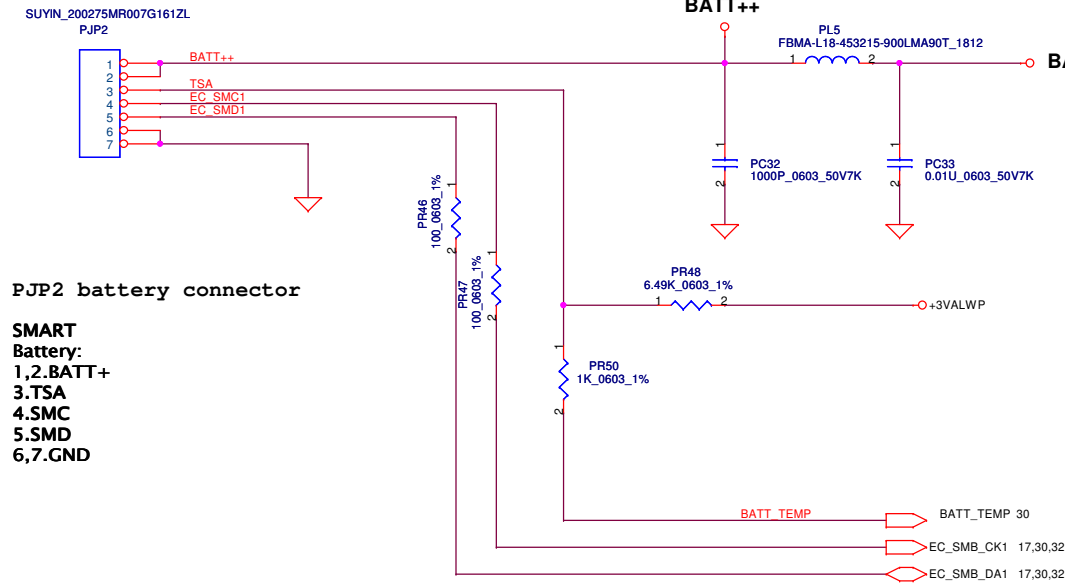 SUYIN_200275MR007G161ZL
PJP2
BATT++
PL5
FBMA-L18-453215-900LMA90T_1812
1
2
BATT++
1
2
3
4
5
6
7
TSA
EC_SMC1
EC_SMD1
1
2
PC32
1000P_0603_50V7K
1
2
PC33
0.01U_0603_50V7K
1
2
PR46
100_0603_1%
1
2
PR47
100_0603_1%
PR48
6.49K_0603_1%
1
2
+3VALWP
PJP2 battery connector
SMART
Battery:
1,2.BATT+
3.TSA
4.SMC
5.SMD
6,7.GND
1
2
PR50
1K_0603_1%
BATT_TEMP
BATT_TEMP 30
EC_SMB_CK1 17,30,32
EC_SMB_DA1 17,30,32